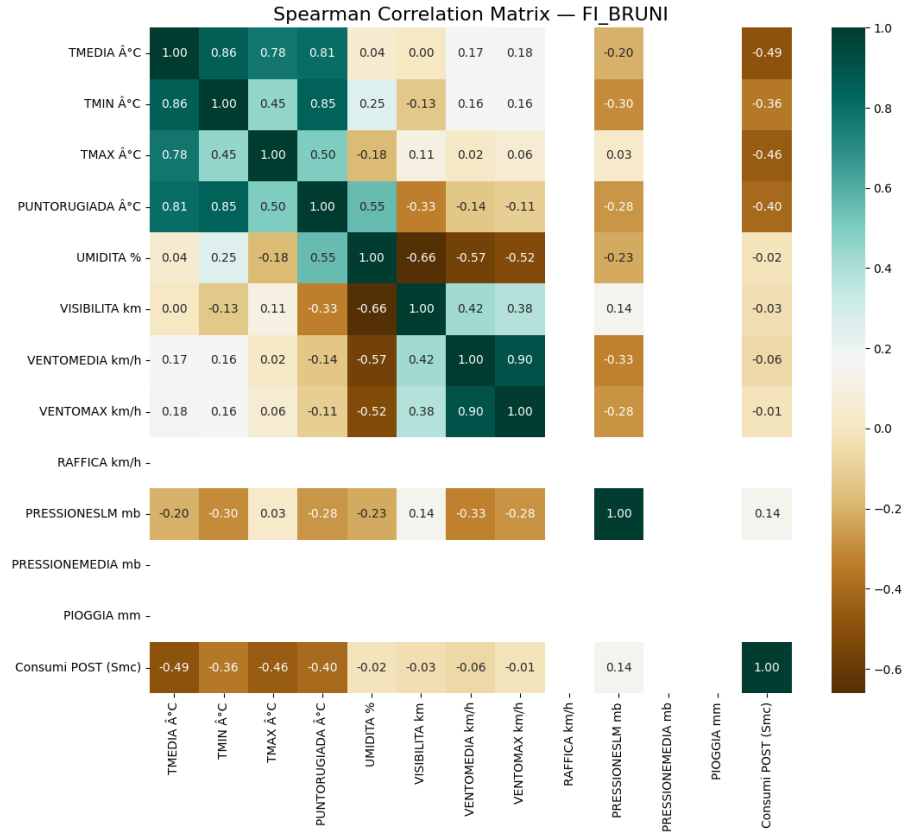 Spearman Correlation Matrix — FI_BRUNI
TMEDIA Â°C 1.00 0.86 0.78 0.81 0.04 0.00 0.17 0.18 -0.20 -0.49
TMIN Â°C 0.86 1.00 0.45 0.85 0.25 -0.13 0.16 0.16 -0.30 -0.36
TMAX Â°C 0.78 0.45 1.00 0.50 -0.18 0.11 0.02 0.06 0.03 -0.46
PUNTORUGIADA Â°C 0.81 0.85 0.50 1.00 0.55 -0.33 -0.14 -0.11 -0.28 -0.40
UMIDITA % 0.04 0.25 -0.18 0.55 1.00 -0.66 -0.57 -0.52 -0.23 -0.02
VISIBILITA km 0.00 -0.13 0.11 -0.33 -0.66 1.00 0.42 0.38 0.14 -0.03
VENTOMEDIA km/h 0.17 0.16 0.02 -0.14 -0.57 0.42 1.00 0.90 -0.33 -0.06
VENTOMAX km/h 0.18 0.16 0.06 -0.11 -0.52 0.38 0.90 1.00 -0.28 -0.01
RAFFICA km/h
PRESSIONESLM mb -0.20 -0.30 0.03 -0.28 -0.23 0.14 -0.33 -0.28 1.00 0.14
PRESSIONEMEDIA mb
PIOGGIA mm
Consumi POST (Smc) -0.49 -0.36 -0.46 -0.40 -0.02 -0.03 -0.06 -0.01 0.14 1.00
TMEDIA Â°C
TMIN Â°C
TMAX Â°C
PUNTORUGIADA Â°C
UMIDITA %
VISIBILITA km
VENTOMEDIA km/h
VENTOMAX km/h
RAFFICA km/h
PRESSIONESLM mb
PRESSIONEMEDIA mb
PIOGGIA mm
Consumi POST (Smc)
1.0
0.8
0.6
0.4
0.2
0.0
−0.2
−0.4
−0.6